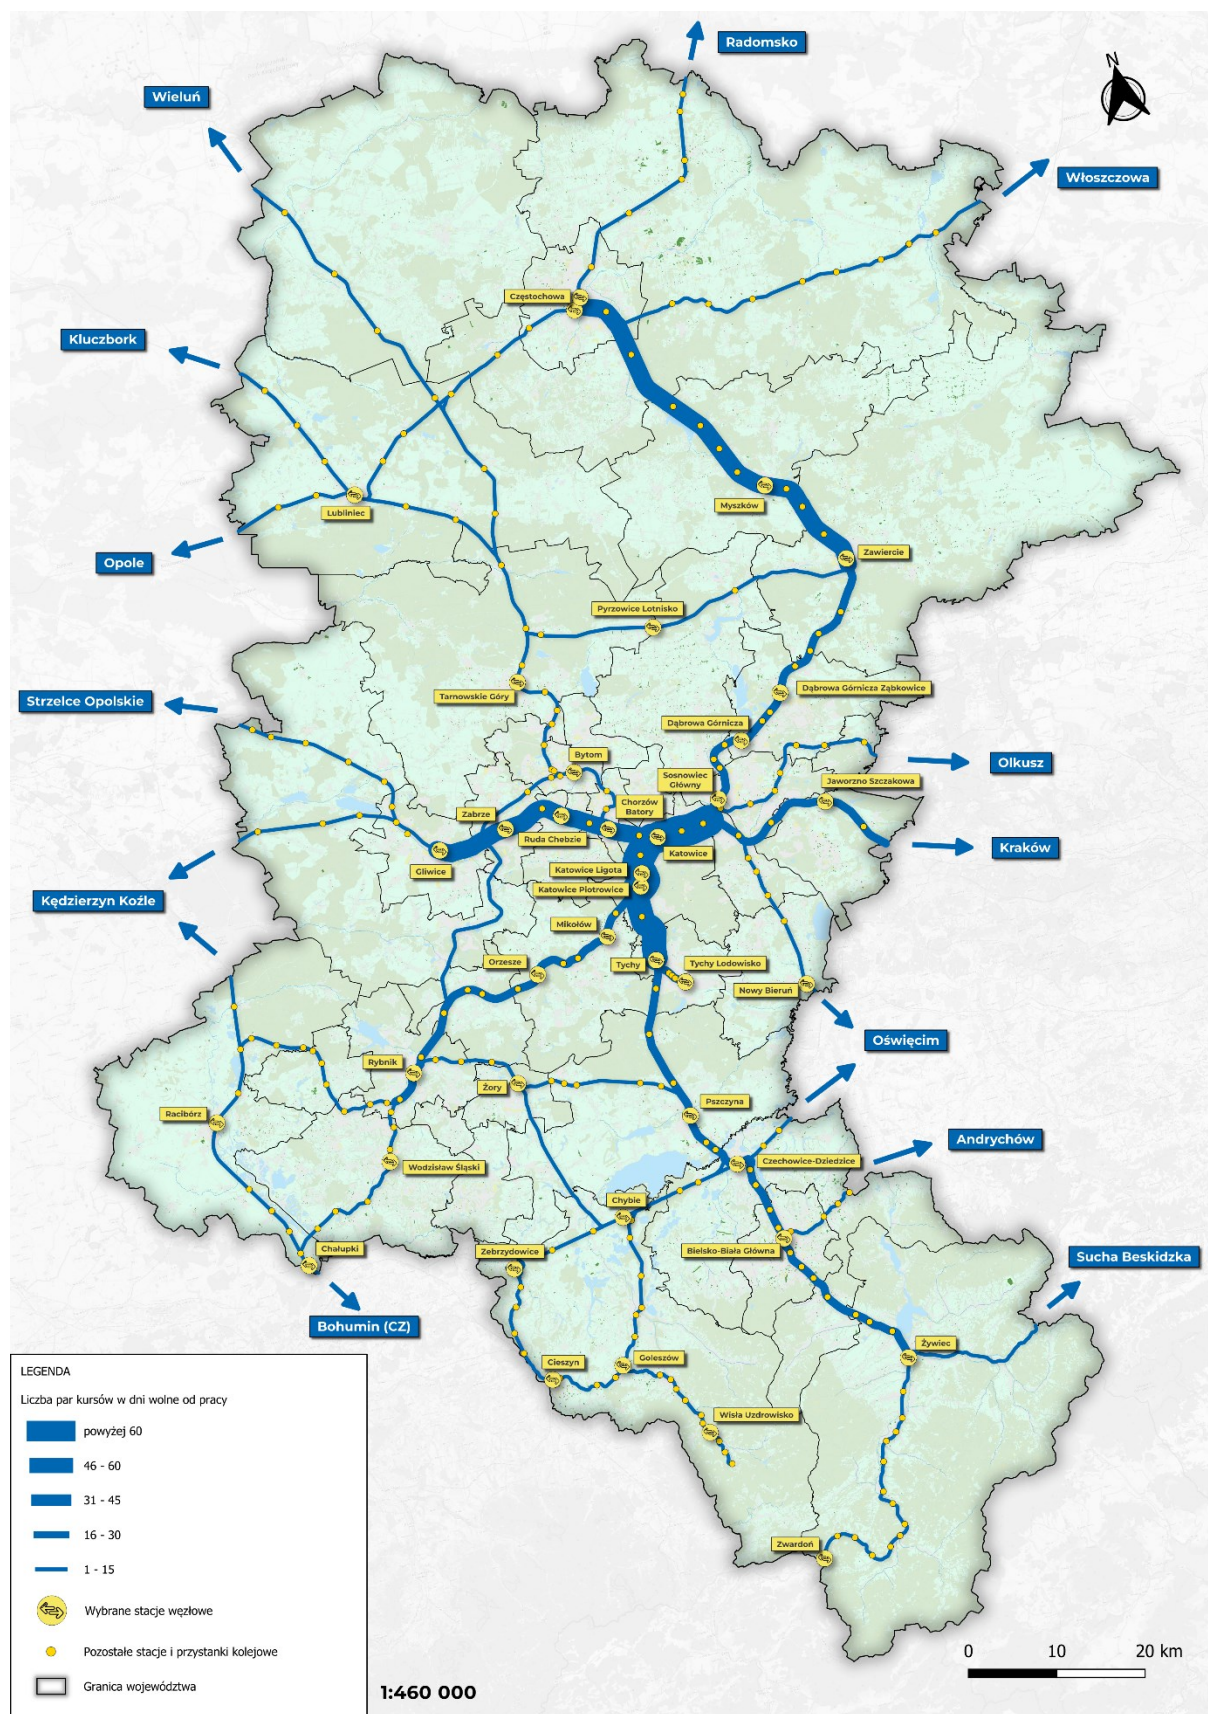 Radomsko
N
Wieluń
Włoszczowa
Częstochowa
Kluczbork
Myszków
Lubliniec
Zawiercie
Opole
Pyrzowice Lotnisko
Strzelce Opolskie
Tarnowskie Góry
Dąbrowa Górnicza Ząbkowice
Dąbrowa Górnicza
Bytom
Olkusz
Sosnowiec
Główny
Jaworzno Szczakowa
Zabrze
Chorzów
Batory
Ruda Chebzie
Katowice
Kraków
Gliwice
Katowice Ligota
Katowice Piotrowice
Kędzierzyn Koźle
Mikołów
Orzesze
Tychy
Tychy Lodowisko
Nowy Bieruń
Oświęcim
Rybnik
Żory
Racibórz
Pszczyna
Andrychów
Wodzisław Śląski
Czechowice-Dziedzice
Chybie
Chałupki
Zebrzydowice
Bielsko-Biała Główna
Sucha Beskidzka
Bohumin (CZ)
Żywiec
Cieszyn
Goleszów
Wisła Uzdrowisko
Zwardoń
LEGENDA
Liczba par kursów w dni wolne od pracy
powyżej 60
46 - 60
31 - 45
16 - 30
1 - 15
Wybrane stacje węzłowe
Pozostałe stacje i przystanki kolejowe
Granica województwa
1:460 000
0 10 20 km